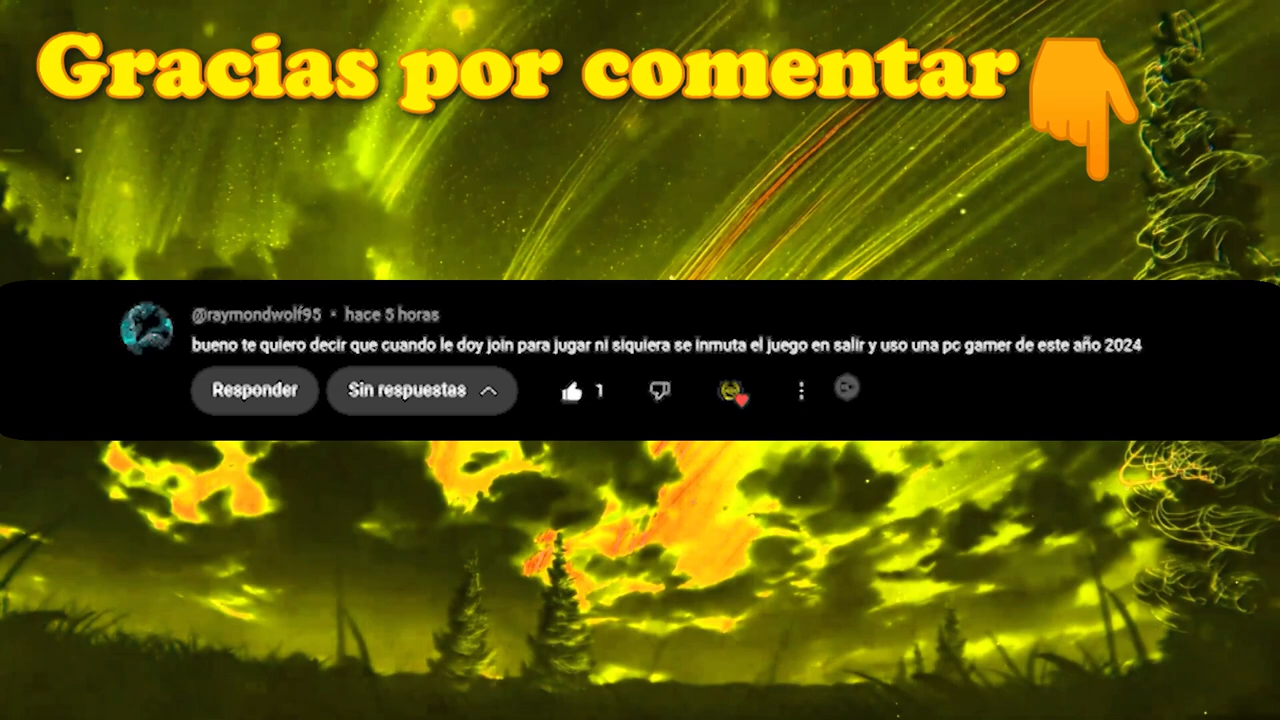 Gracias por comentar
@raymondwolf95 • hace 5 horas
bueno te quiero decir que cuando le doy join para jugar ni siquiera se inmuta el juego en salir y uso una pc gamer de este año 2024
Responder Sin respuestas 1